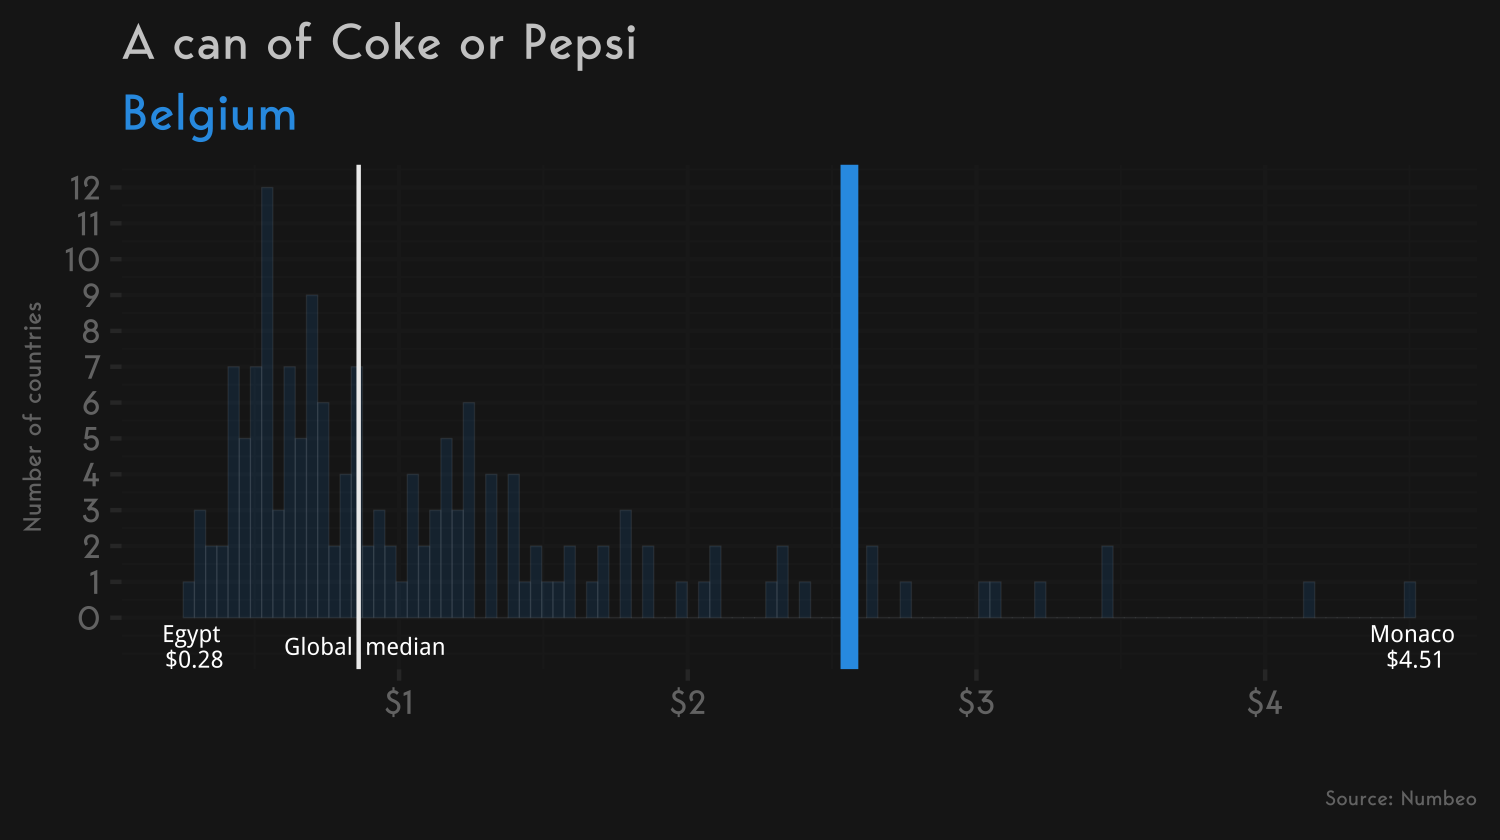 A can of Coke or Pepsi
Belgium
Number of countries
12
11
10
9
8
7
6
5
4
3
2
1
0
Egypt
$0.28
Global median
Monaco
$4.51
$1 $2 $3 $4
Source: Numbeo